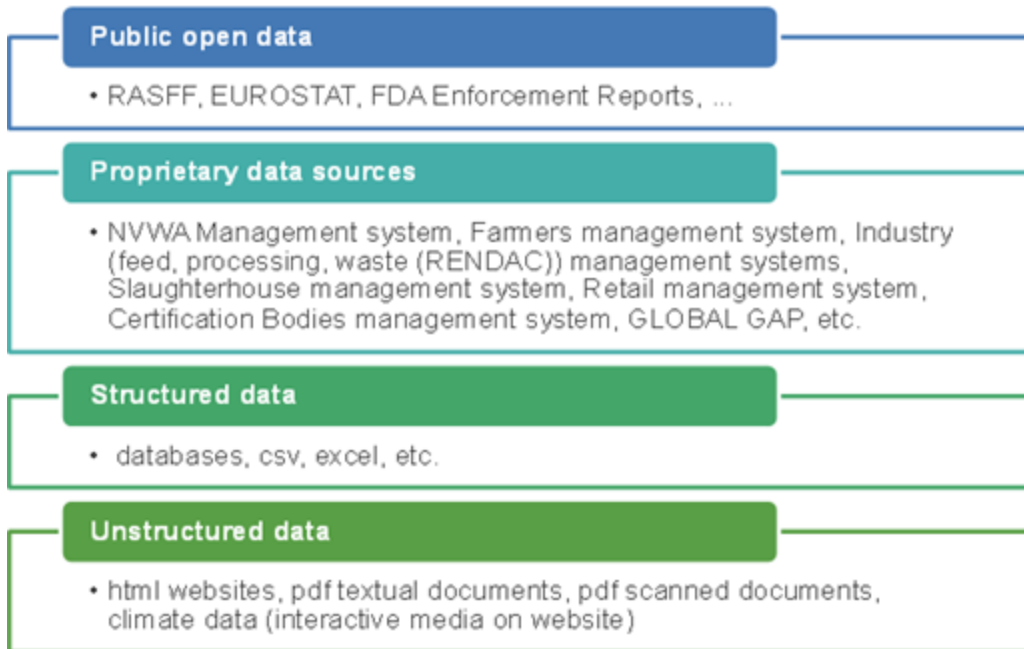 Public open data
• RASFF, EUROSTAT, FDA Enforcement Reports, ...
Proprietary data sources
• NVWA Management system, Farmers management system, Industry
(feed, processing, waste (RENDAC)) management systems,
Slaughterhouse management system, Retail management system,
Certification Bodies management system, GLOBAL GAP, etc.
Structured data
• databases, csv, excel, etc.
Unstructured data
• html websites, pdf textual documents, pdf scanned documents,
climate data (interactive media on website)